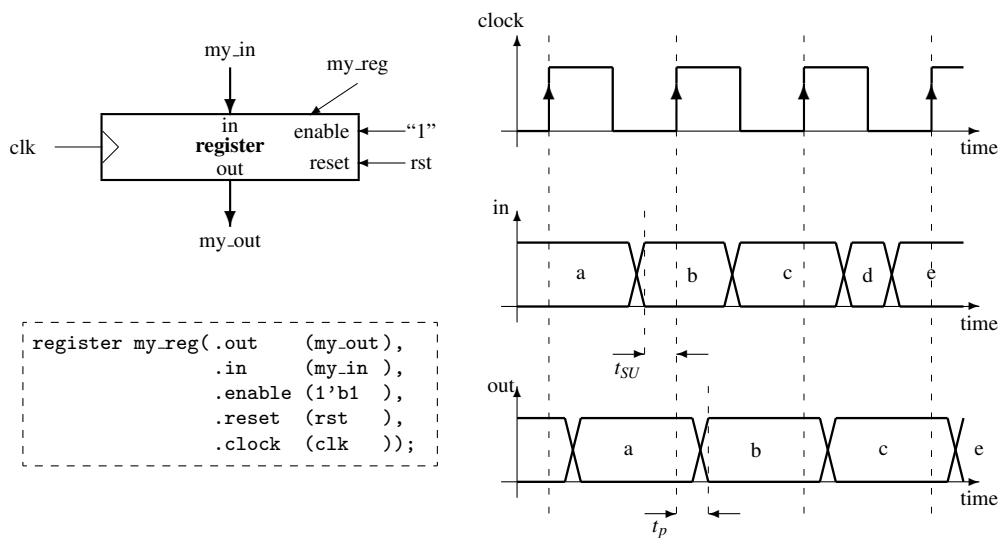 my_in
my_reg
in
enable
"1"
clk
register
reset
rst
out
my_out
register my_reg(.out (my_out),
.in (my_in ),
.enable (1'b1 ),
.reset (rst ),
.clock (clk ));
clock
time
in
a
b
c
d
e
time
t_SU
out
a
b
c
e
time
t_p